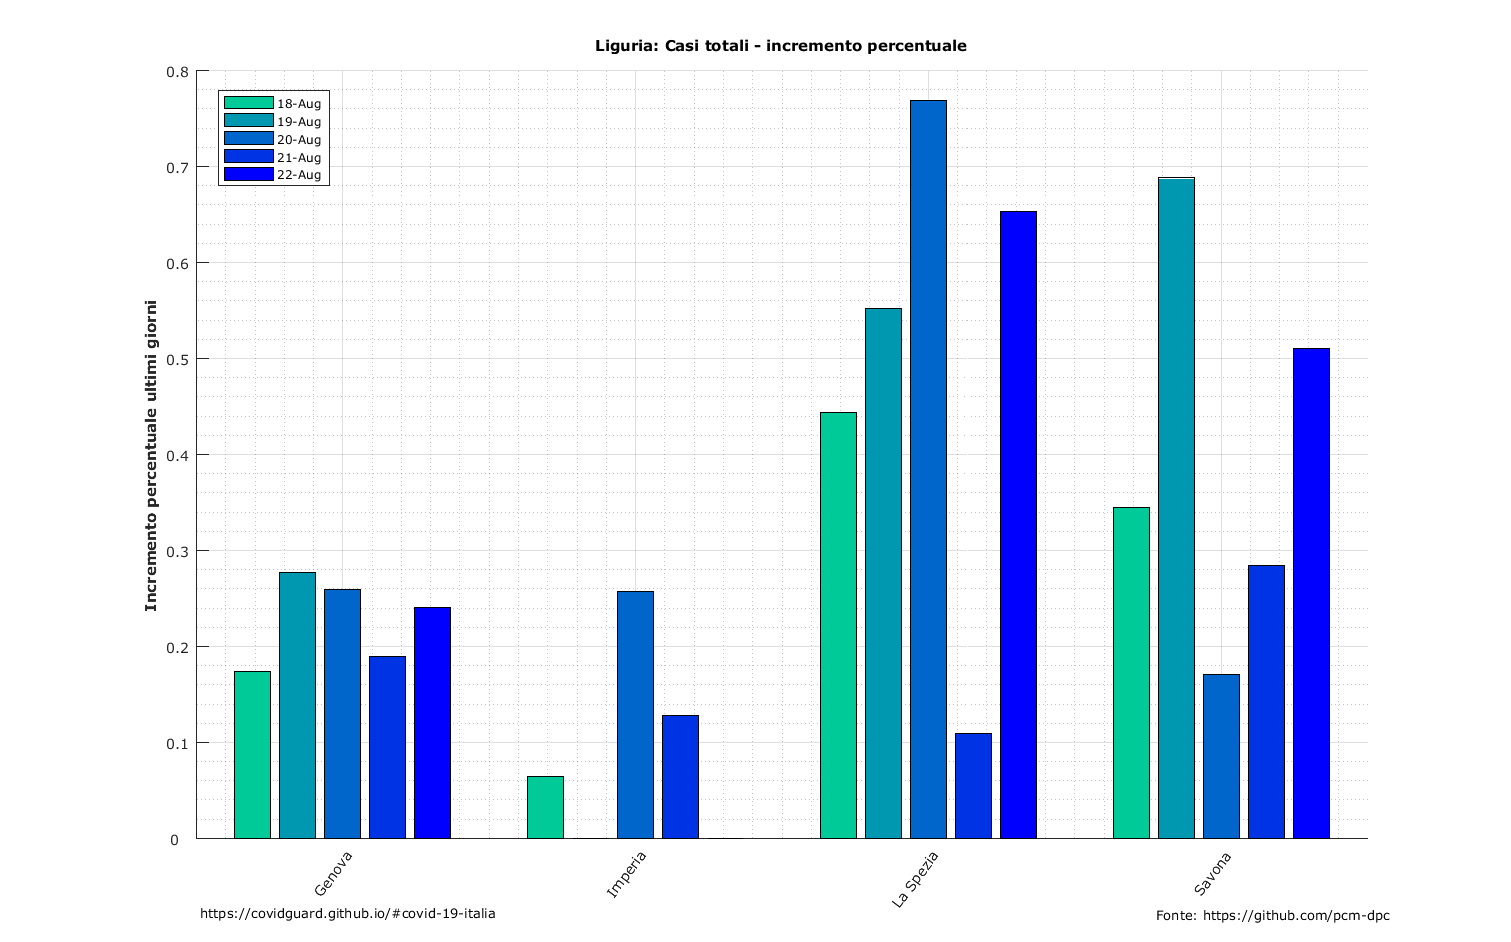 Liguria: Casi totali - incremento percentuale
0.8
0.7
0.6
0.5
0.4
0.3
0.2
0.1
0
Incremento percentuale ultimi giorni
18-Aug
19-Aug
20-Aug
21-Aug
22-Aug
Genova
Imperia
La Spezia
Savona
https://covidguard.github.io/#covid-19-italia
Fonte: https://github.com/pcm-dpc